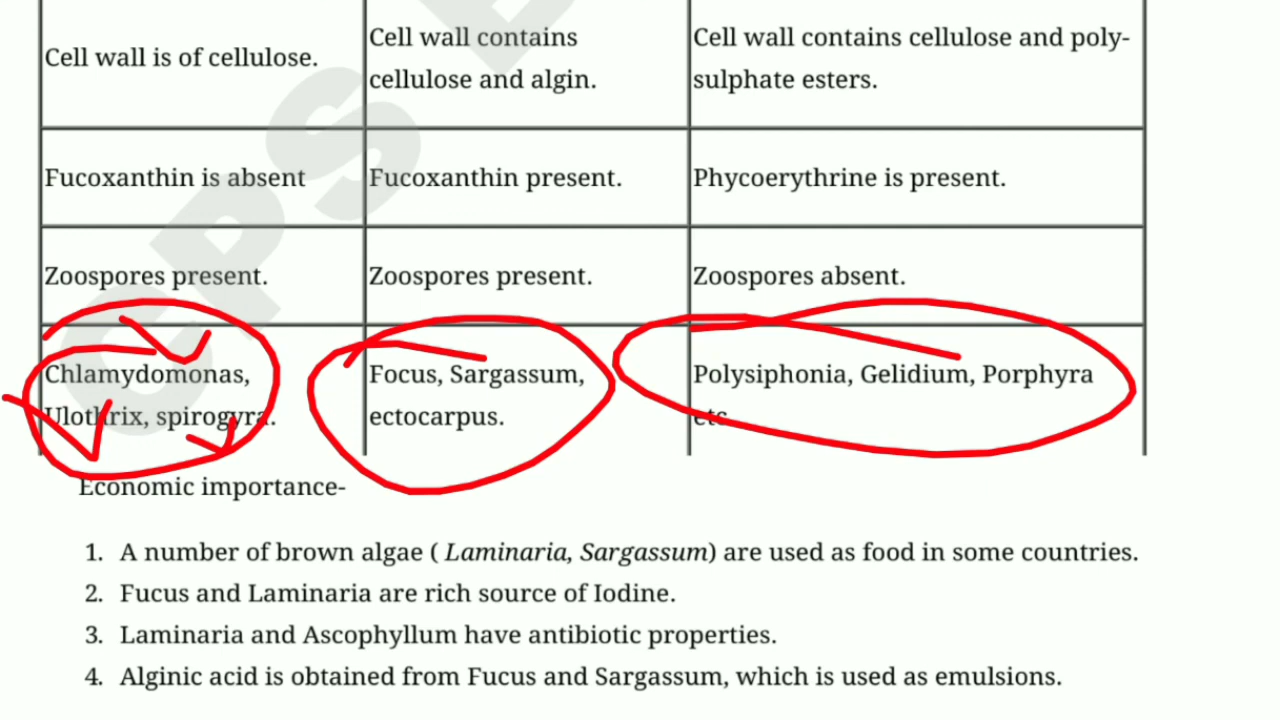 Cell wall is of cellulose.
Cell wall contains
cellulose and algin.
Cell wall contains cellulose and poly-
sulphate esters.
Fucoxanthin is absent
Fucoxanthin present.
Phycoerythrine is present.
Zoospores present.
Zoospores present.
Zoospores absent.
Chlamydomonas,
Ulothrix, spirogyra.
Focus, Sargassum,
ectocarpus.
Polysiphonia, Gelidium, Porphyra
etc
Economic importance-
1. A number of brown algae ( Laminaria, Sargassum) are used as food in some countries.
2. Fucus and Laminaria are rich source of Iodine.
3. Laminaria and Ascophyllum have antibiotic properties.
4. Alginic acid is obtained from Fucus and Sargassum, which is used as emulsions.
CPS